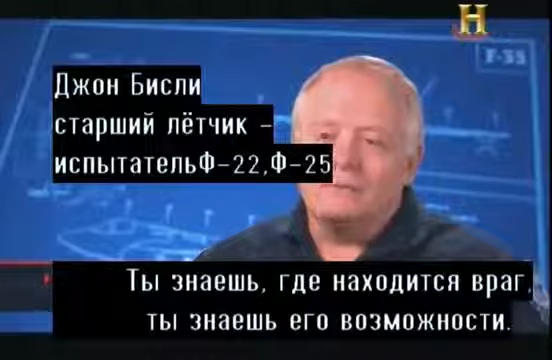 H
F-35
Джон Бисли
старший лётчик –
испытательФ–22,Ф–25
Ты знаешь, где находится враг,
ты знаешь его возможности.